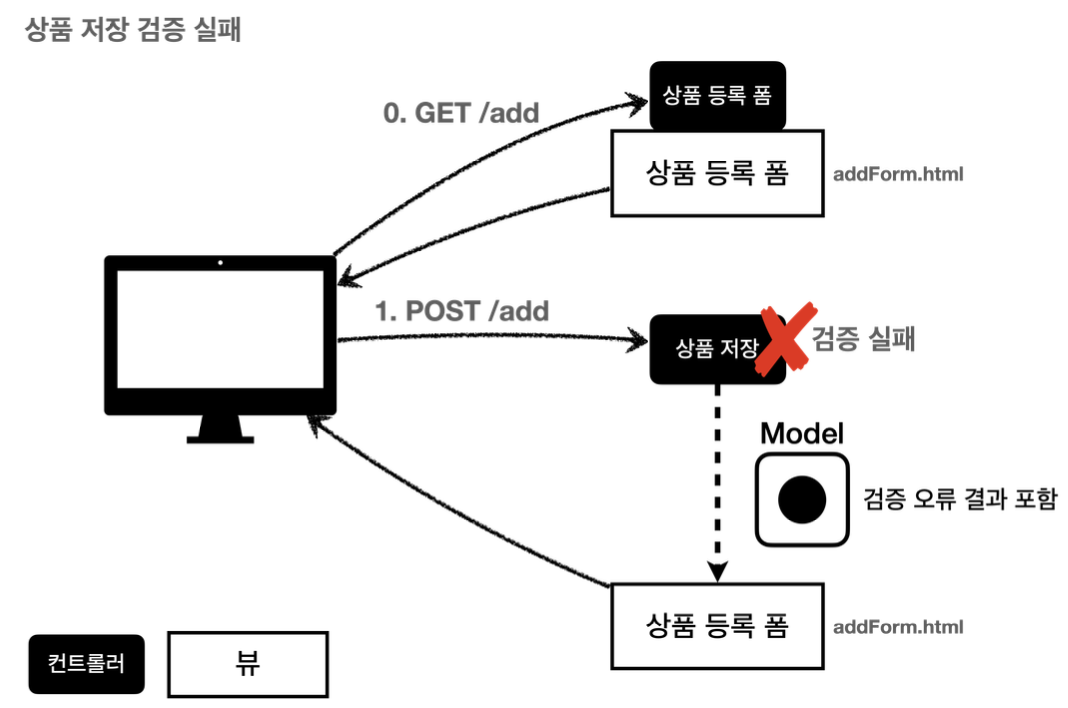 상품 저장 검증 실패
0. GET /add
상품 등록 폼
상품 등록 폼
addForm.html
1. POST /add
상품 저장
검증 실패
Model
검증 오류 결과 포함
상품 등록 폼
addForm.html
컨트롤러
뷰